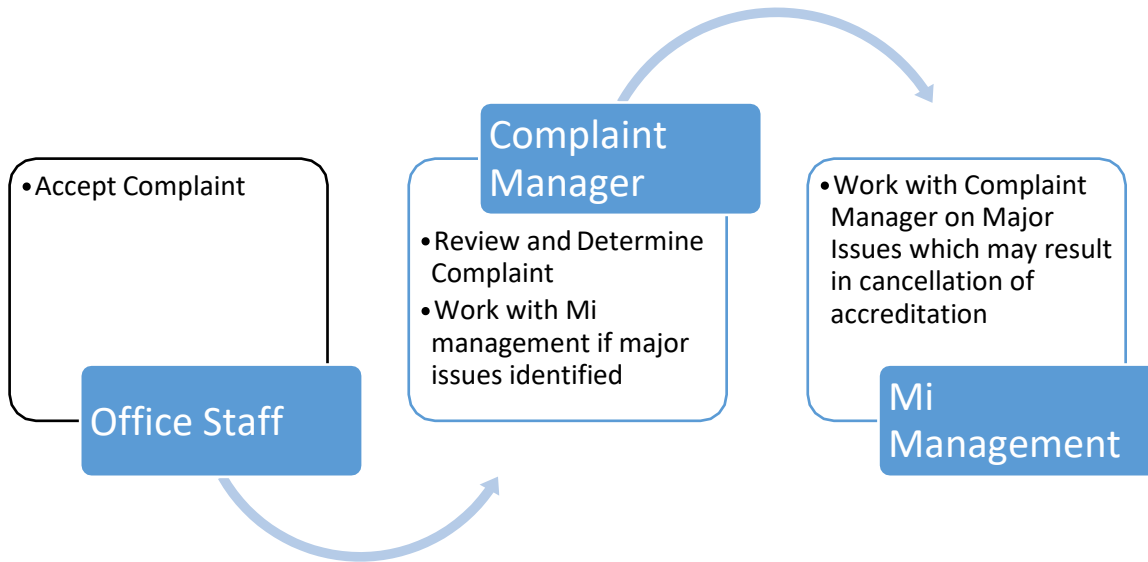 •Accept Complaint
Office Staff
Complaint
Manager
•Review and Determine
Complaint
•Work with Mi
management if major
issues identified
•Work with Complaint
Manager on Major
Issues which may result
in cancellation of
accreditation
Mi
Management